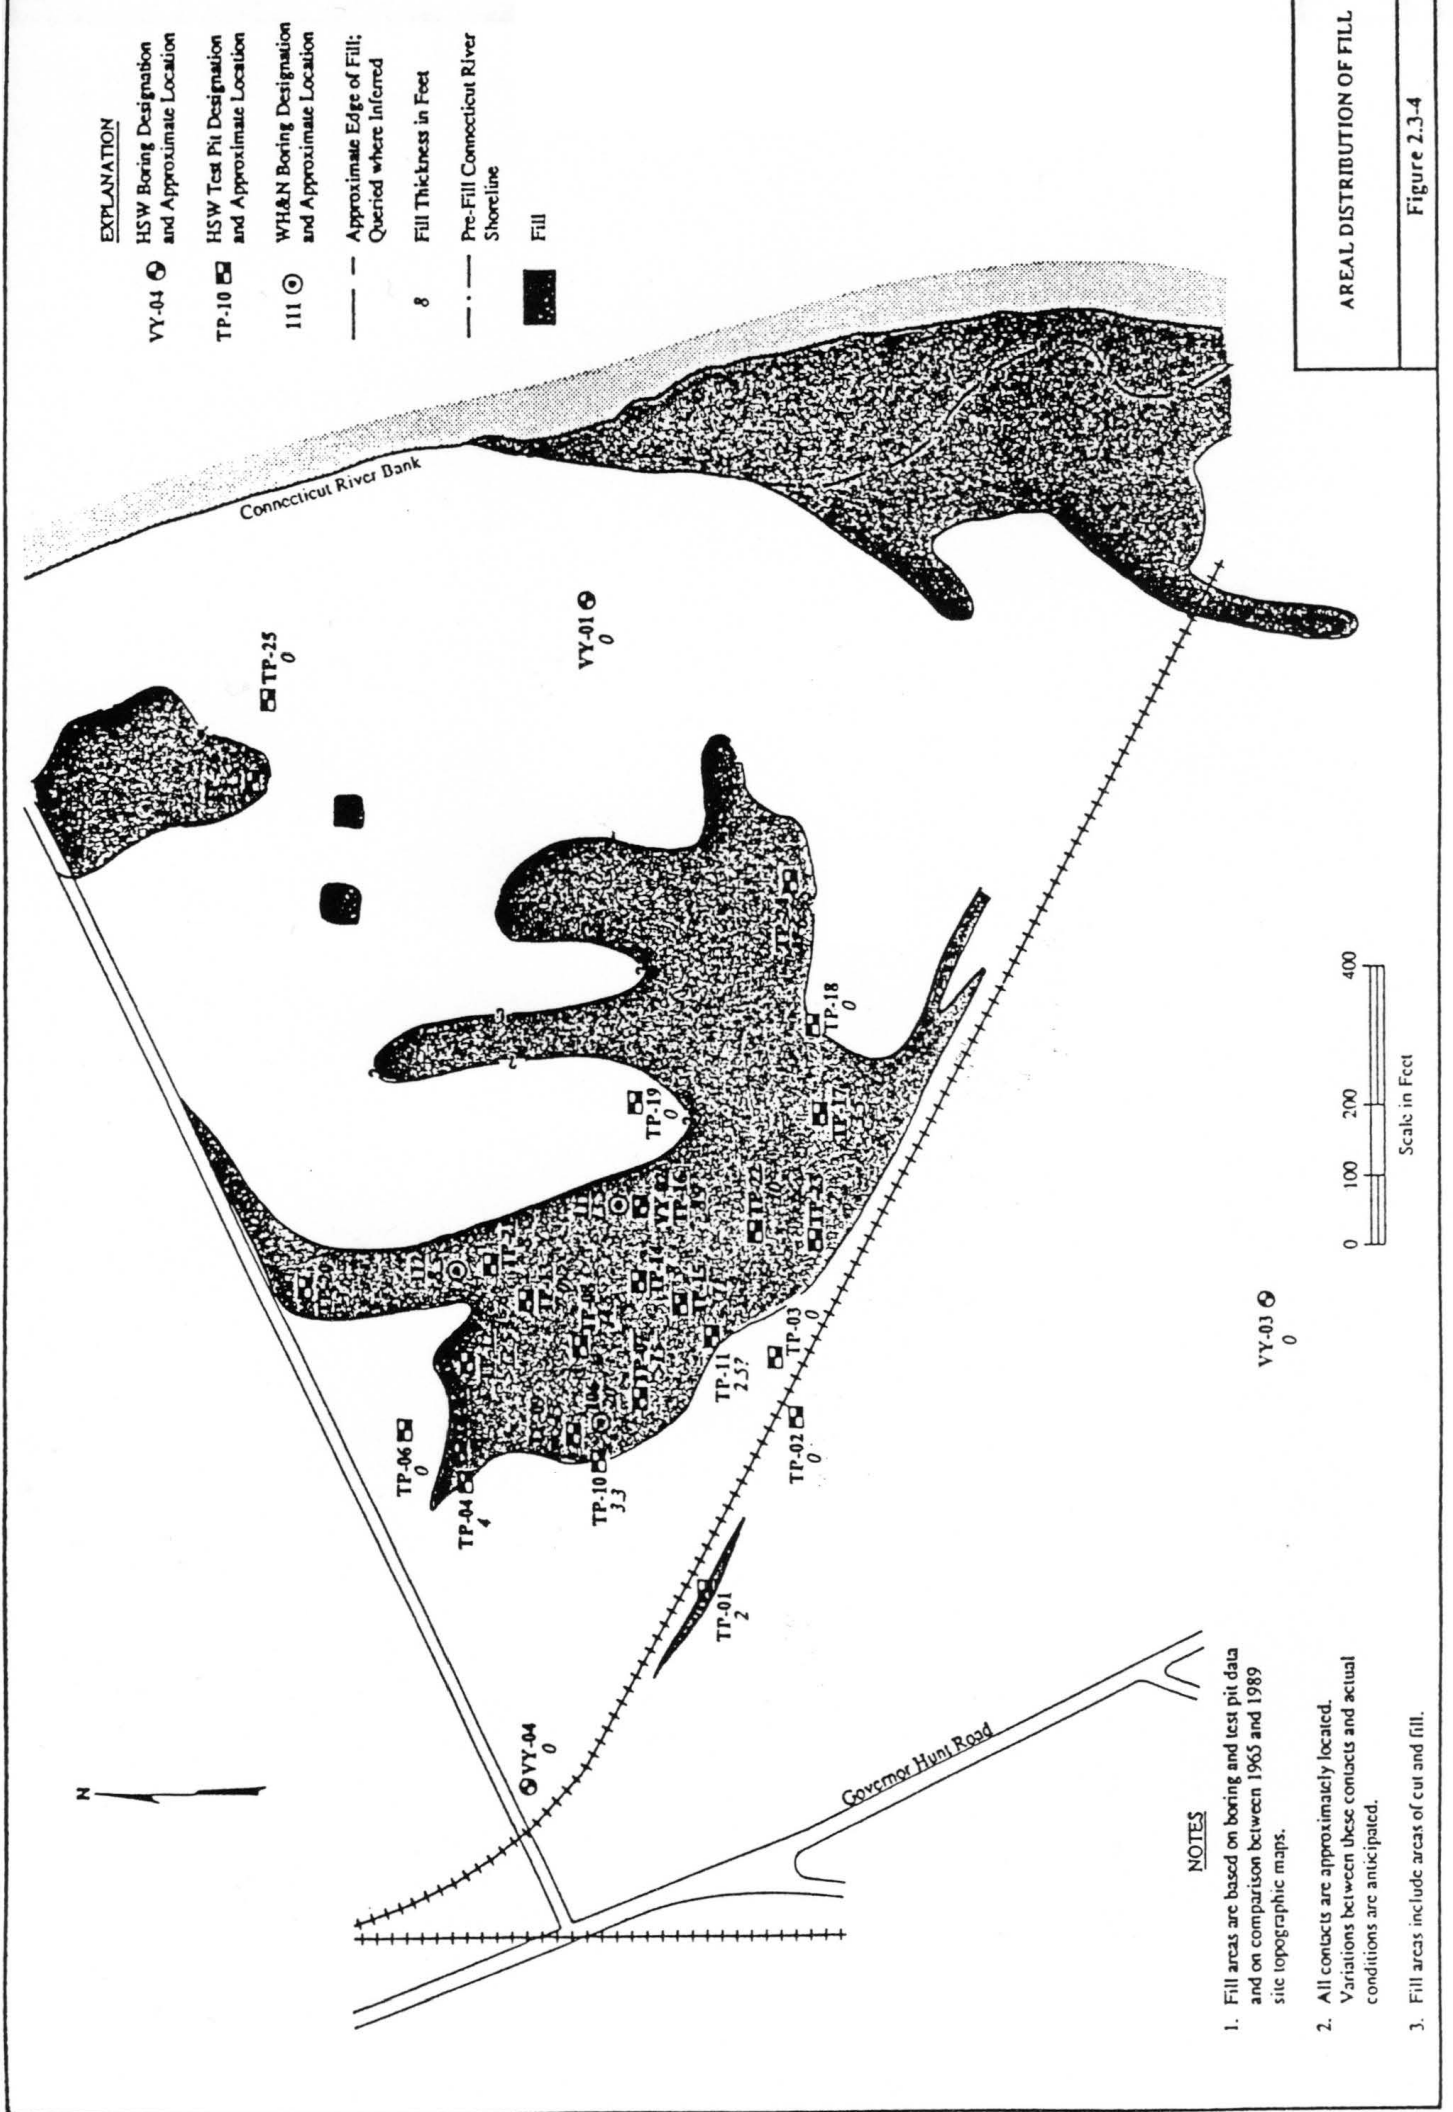 EXPLANATION
VY-04 HSW Boring Designation
and Approximate Location
TP-10 HSW Test Pit Designation
and Approximate Location
111 WH&N Boring Designation
and Approximate Location
Approximate Edge of Fill;
Queried where Inferred
8 Fill Thickness in Feet
Pre-Fill Connecticut River
Shoreline
Fill
N
Connecticut River Bank
TP-25
0
VY-01
0
TP-19
0
TP-18
0
TP-17
TP-22
TP-06
0
TP-04
4
TP-10
3.3
TP-11
2.5?
TP-03
0
TP-02
0
TP-01
2
VY-04
0
VY-03
0
Governor Hunt Road
0 100 200 400
Scale in Feet
NOTES
1. Fill areas are based on boring and test pit data
and on comparison between 1965 and 1989
site topographic maps.
2. All contacts are approximately located.
Variations between these contacts and actual
conditions are anticipated.
3. Fill areas include areas of cut and fill.
AREAL DISTRIBUTION OF FILL
Figure 2.3-4